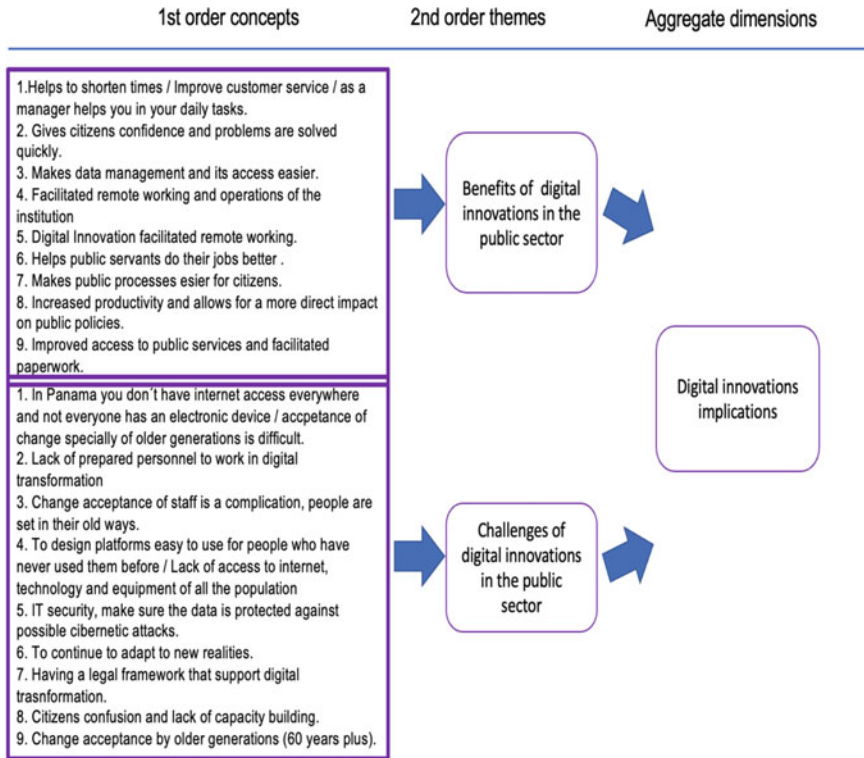 1st order concepts
2nd order themes
Aggregate dimensions
1.Helps to shorten times / Improve customer service / as a
manager helps you in your daily tasks.
2. Gives citizens confidence and problems are solved
quickly.
3. Makes data management and its access easier.
4. Facilitated remote working and operations of the
institution
5. Digital Innovation facilitated remote working.
6. Helps public servants do their jobs better .
7. Makes public processes esier for citizens.
8. Increased productivity and allows for a more direct impact
on public policies.
9. Improved access to public services and facilitated
paperwork.
1. In Panama you don´t have internet access everywhere
and not everyone has an electronic device / accpetance of
change specially of older generations is difficult.
2. Lack of prepared personnel to work in digital
transformation
3. Change acceptance of staff is a complication, people are
set in their old ways.
4. To design platforms easy to use for people who have
never used them before / Lack of access to internet,
technology and equipment of all the population
5. IT security, make sure the data is protected against
possible cibernetic attacks.
6. To continue to adapt to new realities.
7. Having a legal framework that support digital
trasnformation.
8. Citizens confusion and lack of capacity building.
9. Change acceptance by older generations (60 years plus).
Benefits of digital
innovations in the
public sector
Challenges of
digital innovations
in the public
sector
Digital innovations
implications